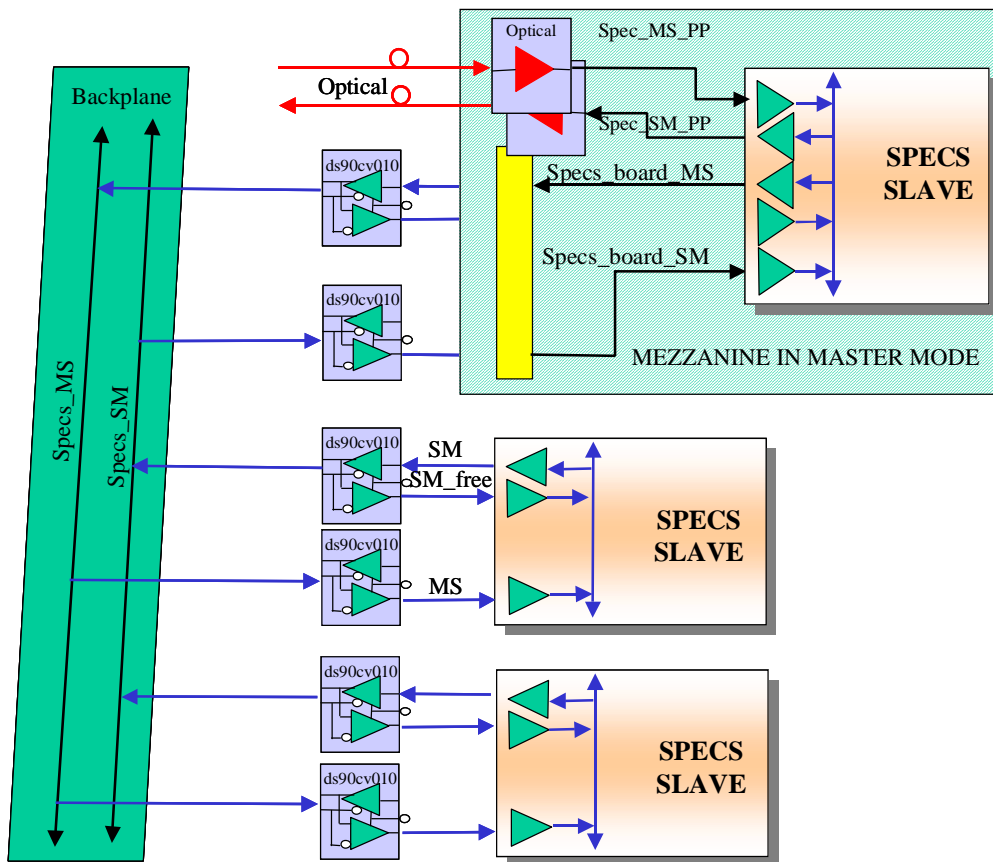 Optical
Spec_MS_PP
Backplane
Optical
Spec_SM_PP
ds90cv010
Specs_board_MS
SPECS
SLAVE
Specs_board_SM
ds90cv010
MEZZANINE IN MASTER MODE
Specs_MS
Specs_SM
ds90cv010
SM
SM_free
SPECS
SLAVE
ds90cv010
MS
ds90cv010
SPECS
SLAVE
ds90cv010